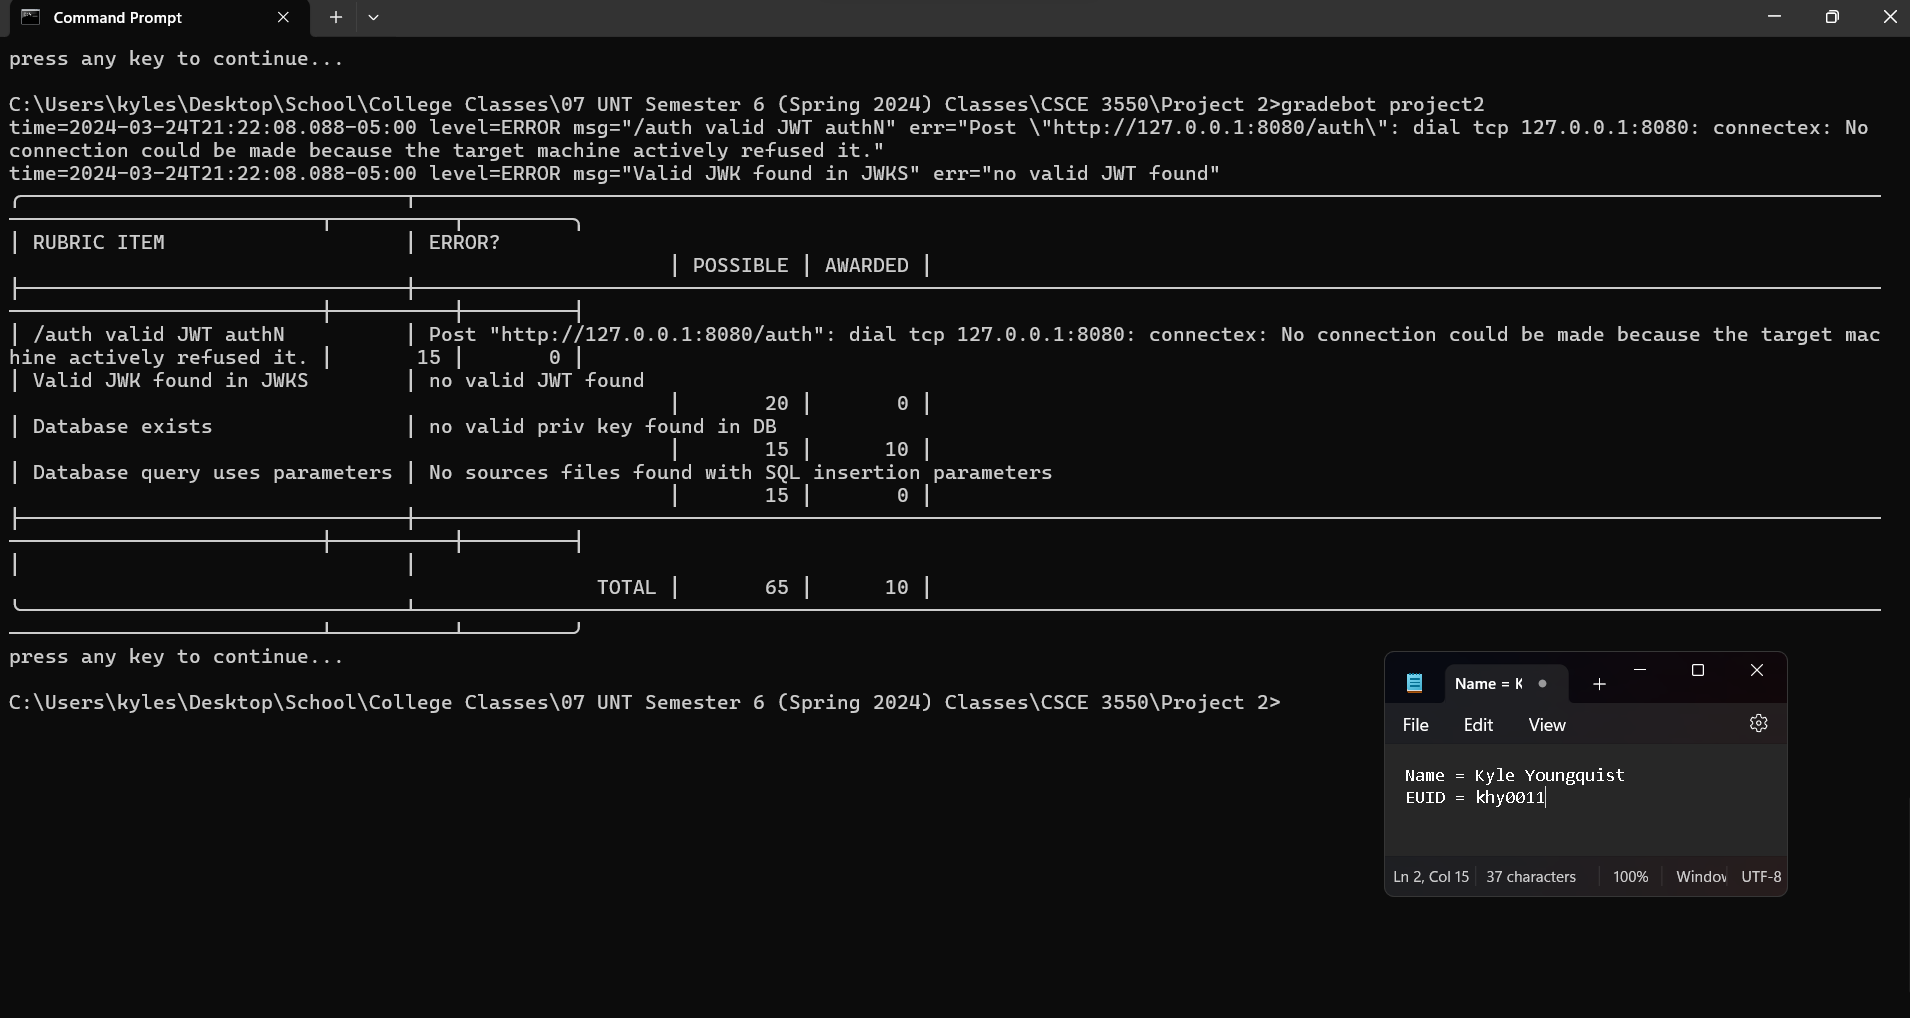 Command Prompt
press any key to continue...
C:\Users\kyles\Desktop\School\College Classes\07 UNT Semester 6 (Spring 2024) Classes\CSCE 3550\Project 2>gradebot project2
time=2024-03-24T21:22:08.088-05:00 level=ERROR msg="/auth valid JWT authN" err="Post \"http://127.0.0.1:8080/auth\": dial tcp 127.0.0.1:8080: connectex: No
connection could be made because the target machine actively refused it."
time=2024-03-24T21:22:08.088-05:00 level=ERROR msg="Valid JWK found in JWKS" err="no valid JWT found"
| RUBRIC ITEM | ERROR?
| POSSIBLE | AWARDED |
| /auth valid JWT authN | Post "http://127.0.0.1:8080/auth": dial tcp 127.0.0.1:8080: connectex: No connection could be made because the target mac
hine actively refused it. | 15 | 0 |
| Valid JWK found in JWKS | no valid JWT found
| 20 | 0 |
| Database exists | no valid priv key found in DB
| 15 | 10 |
| Database query uses parameters | No sources files found with SQL insertion parameters
| 15 | 0 |
| |
TOTAL | 65 | 10 |
press any key to continue...
C:\Users\kyles\Desktop\School\College Classes\07 UNT Semester 6 (Spring 2024) Classes\CSCE 3550\Project 2>
Name = K
File Edit View
Name = Kyle Youngquist
EUID = khy0011
Ln 2, Col 15 37 characters 100% Window UTF-8